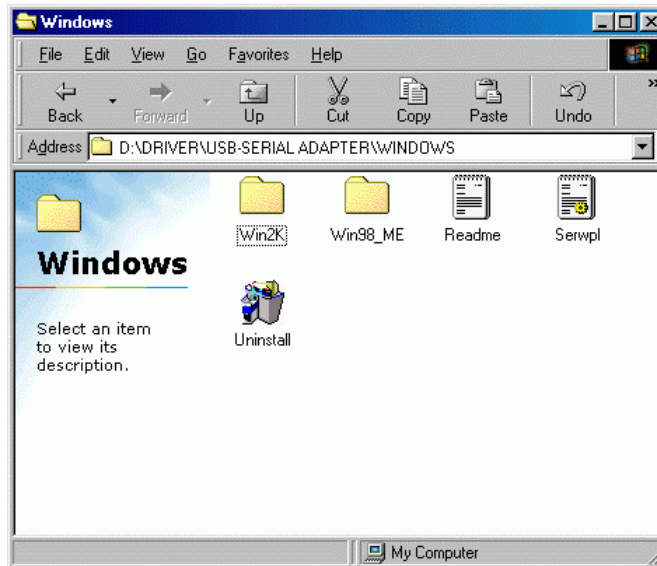 Windows
File Edit View Go Favorites Help
Back Forward Up Cut Copy Paste Undo »
Address D:\DRIVER\USB-SERIAL ADAPTER\WINDOWS
Win2K Win98_ME Readme Serwpl
Windows
Uninstall
Select an item
to view its
description.
My Computer